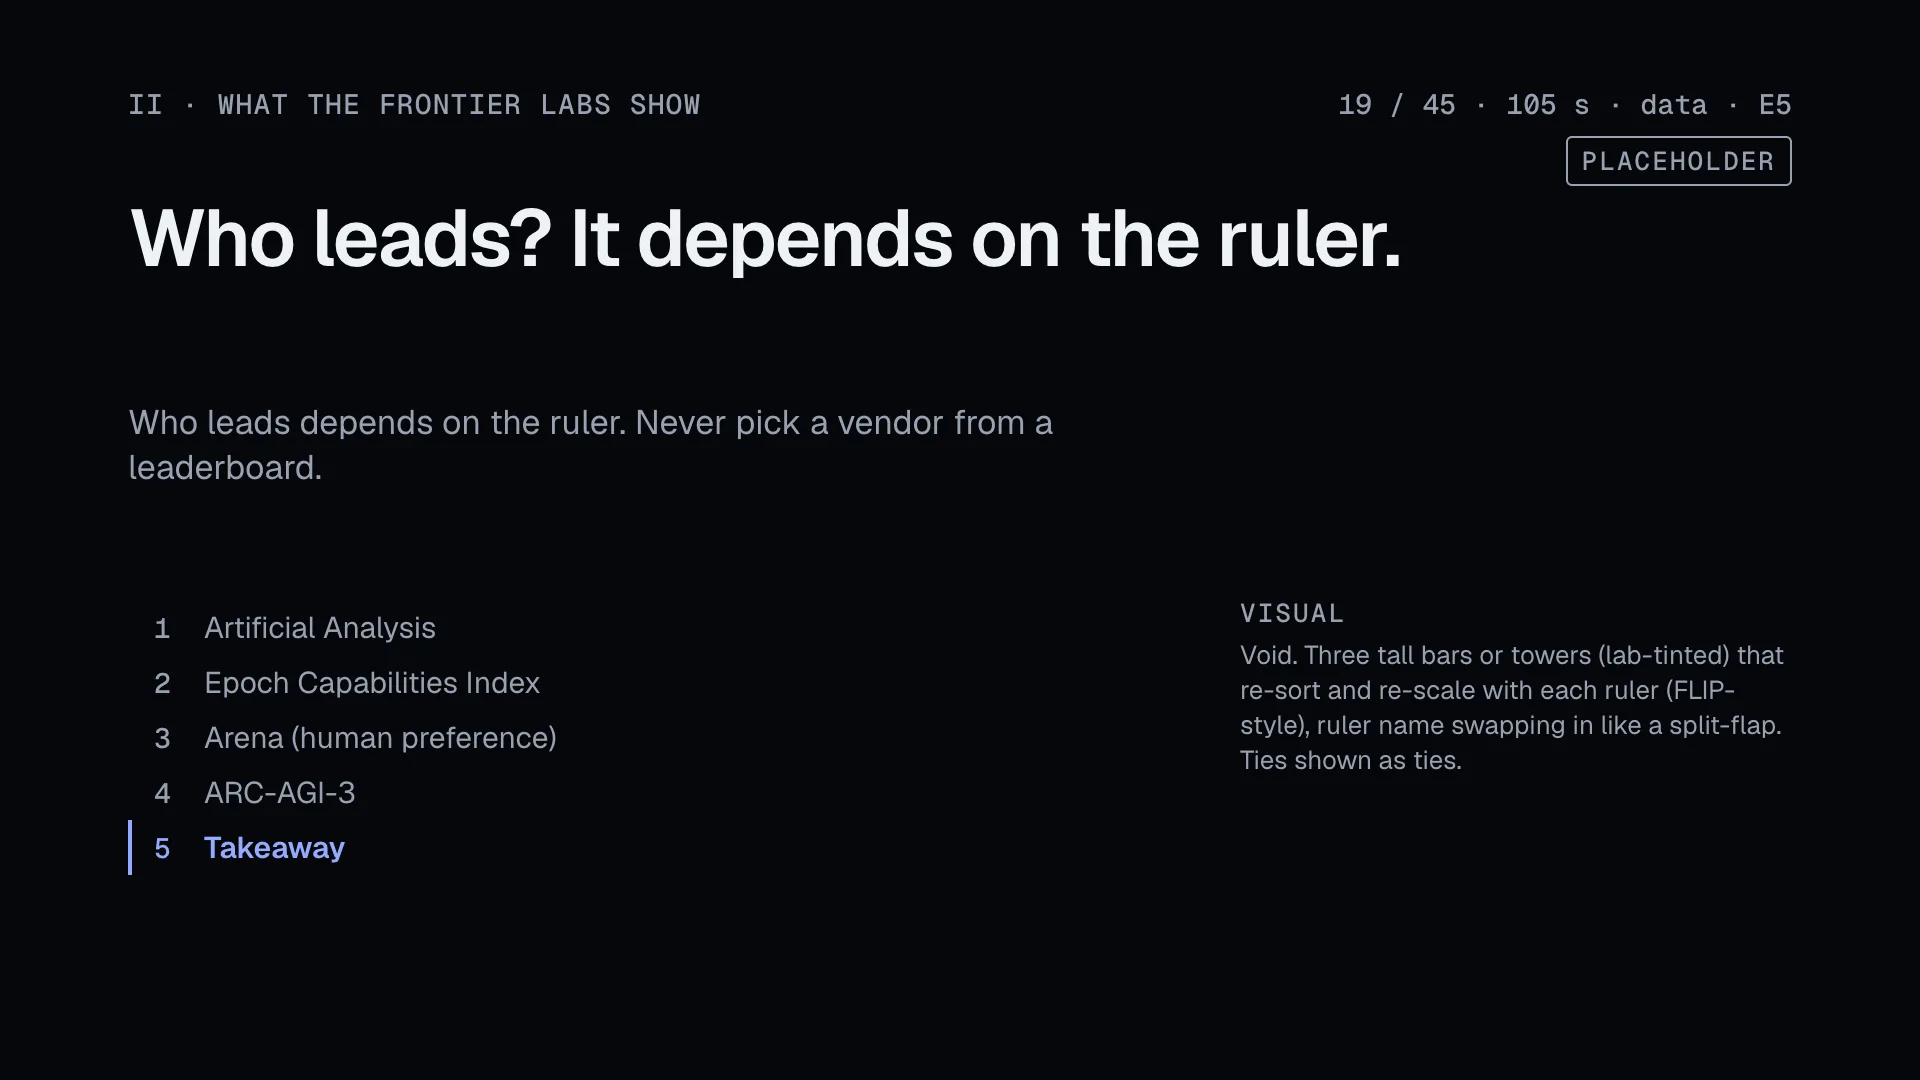 II · WHAT THE FRONTIER LABS SHOW
19 / 45 · 105 s · data · E5
PLACEHOLDER
Who leads? It depends on the ruler.
Who leads depends on the ruler. Never pick a vendor from a
leaderboard.
1 Artificial Analysis
2 Epoch Capabilities Index
3 Arena (human preference)
4 ARC-AGI-3
5 Takeaway
VISUAL
Void. Three tall bars or towers (lab-tinted) that
re-sort and re-scale with each ruler (FLIP-
style), ruler name swapping in like a split-flap.
Ties shown as ties.